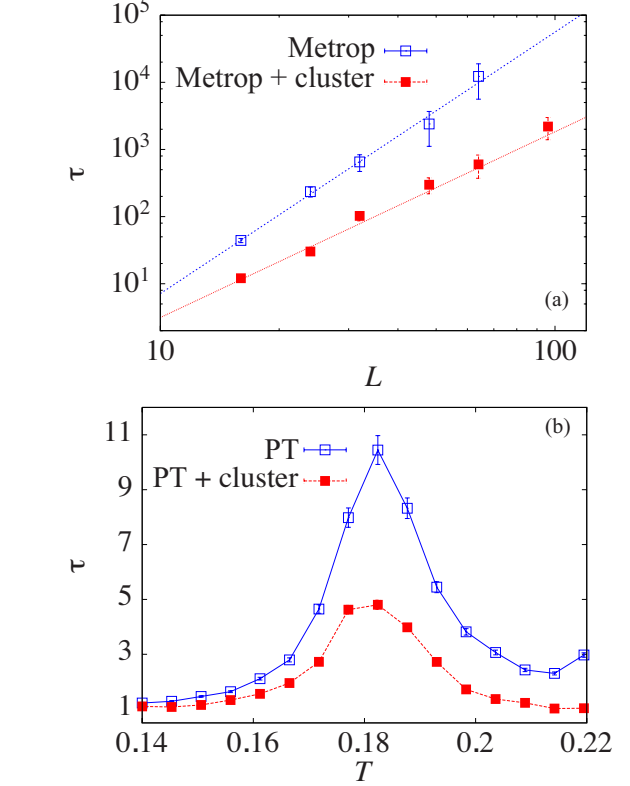 10^5
Metrop
10^4
Metrop + cluster
10^3
τ
10^2
10^1
(a)
10 100
L
11
PT
(b)
PT + cluster
9
7
τ
5
3
1
0.14 0.16 0.18 0.2 0.22
T